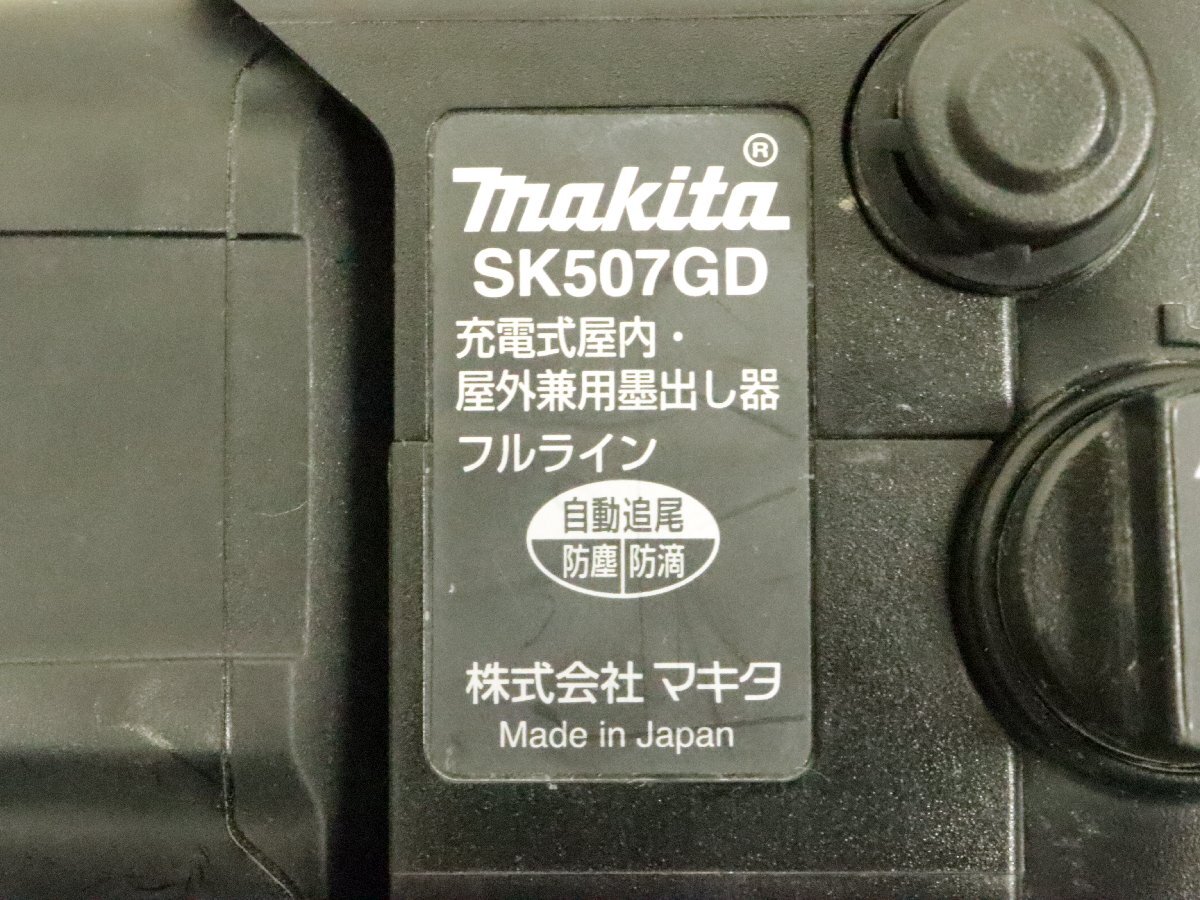 makita®
SK507GD
充電式屋内・
屋外兼用墨出し器
フルライン
自動追尾
防塵 防滴
株式会社 マキタ
Made in Japan